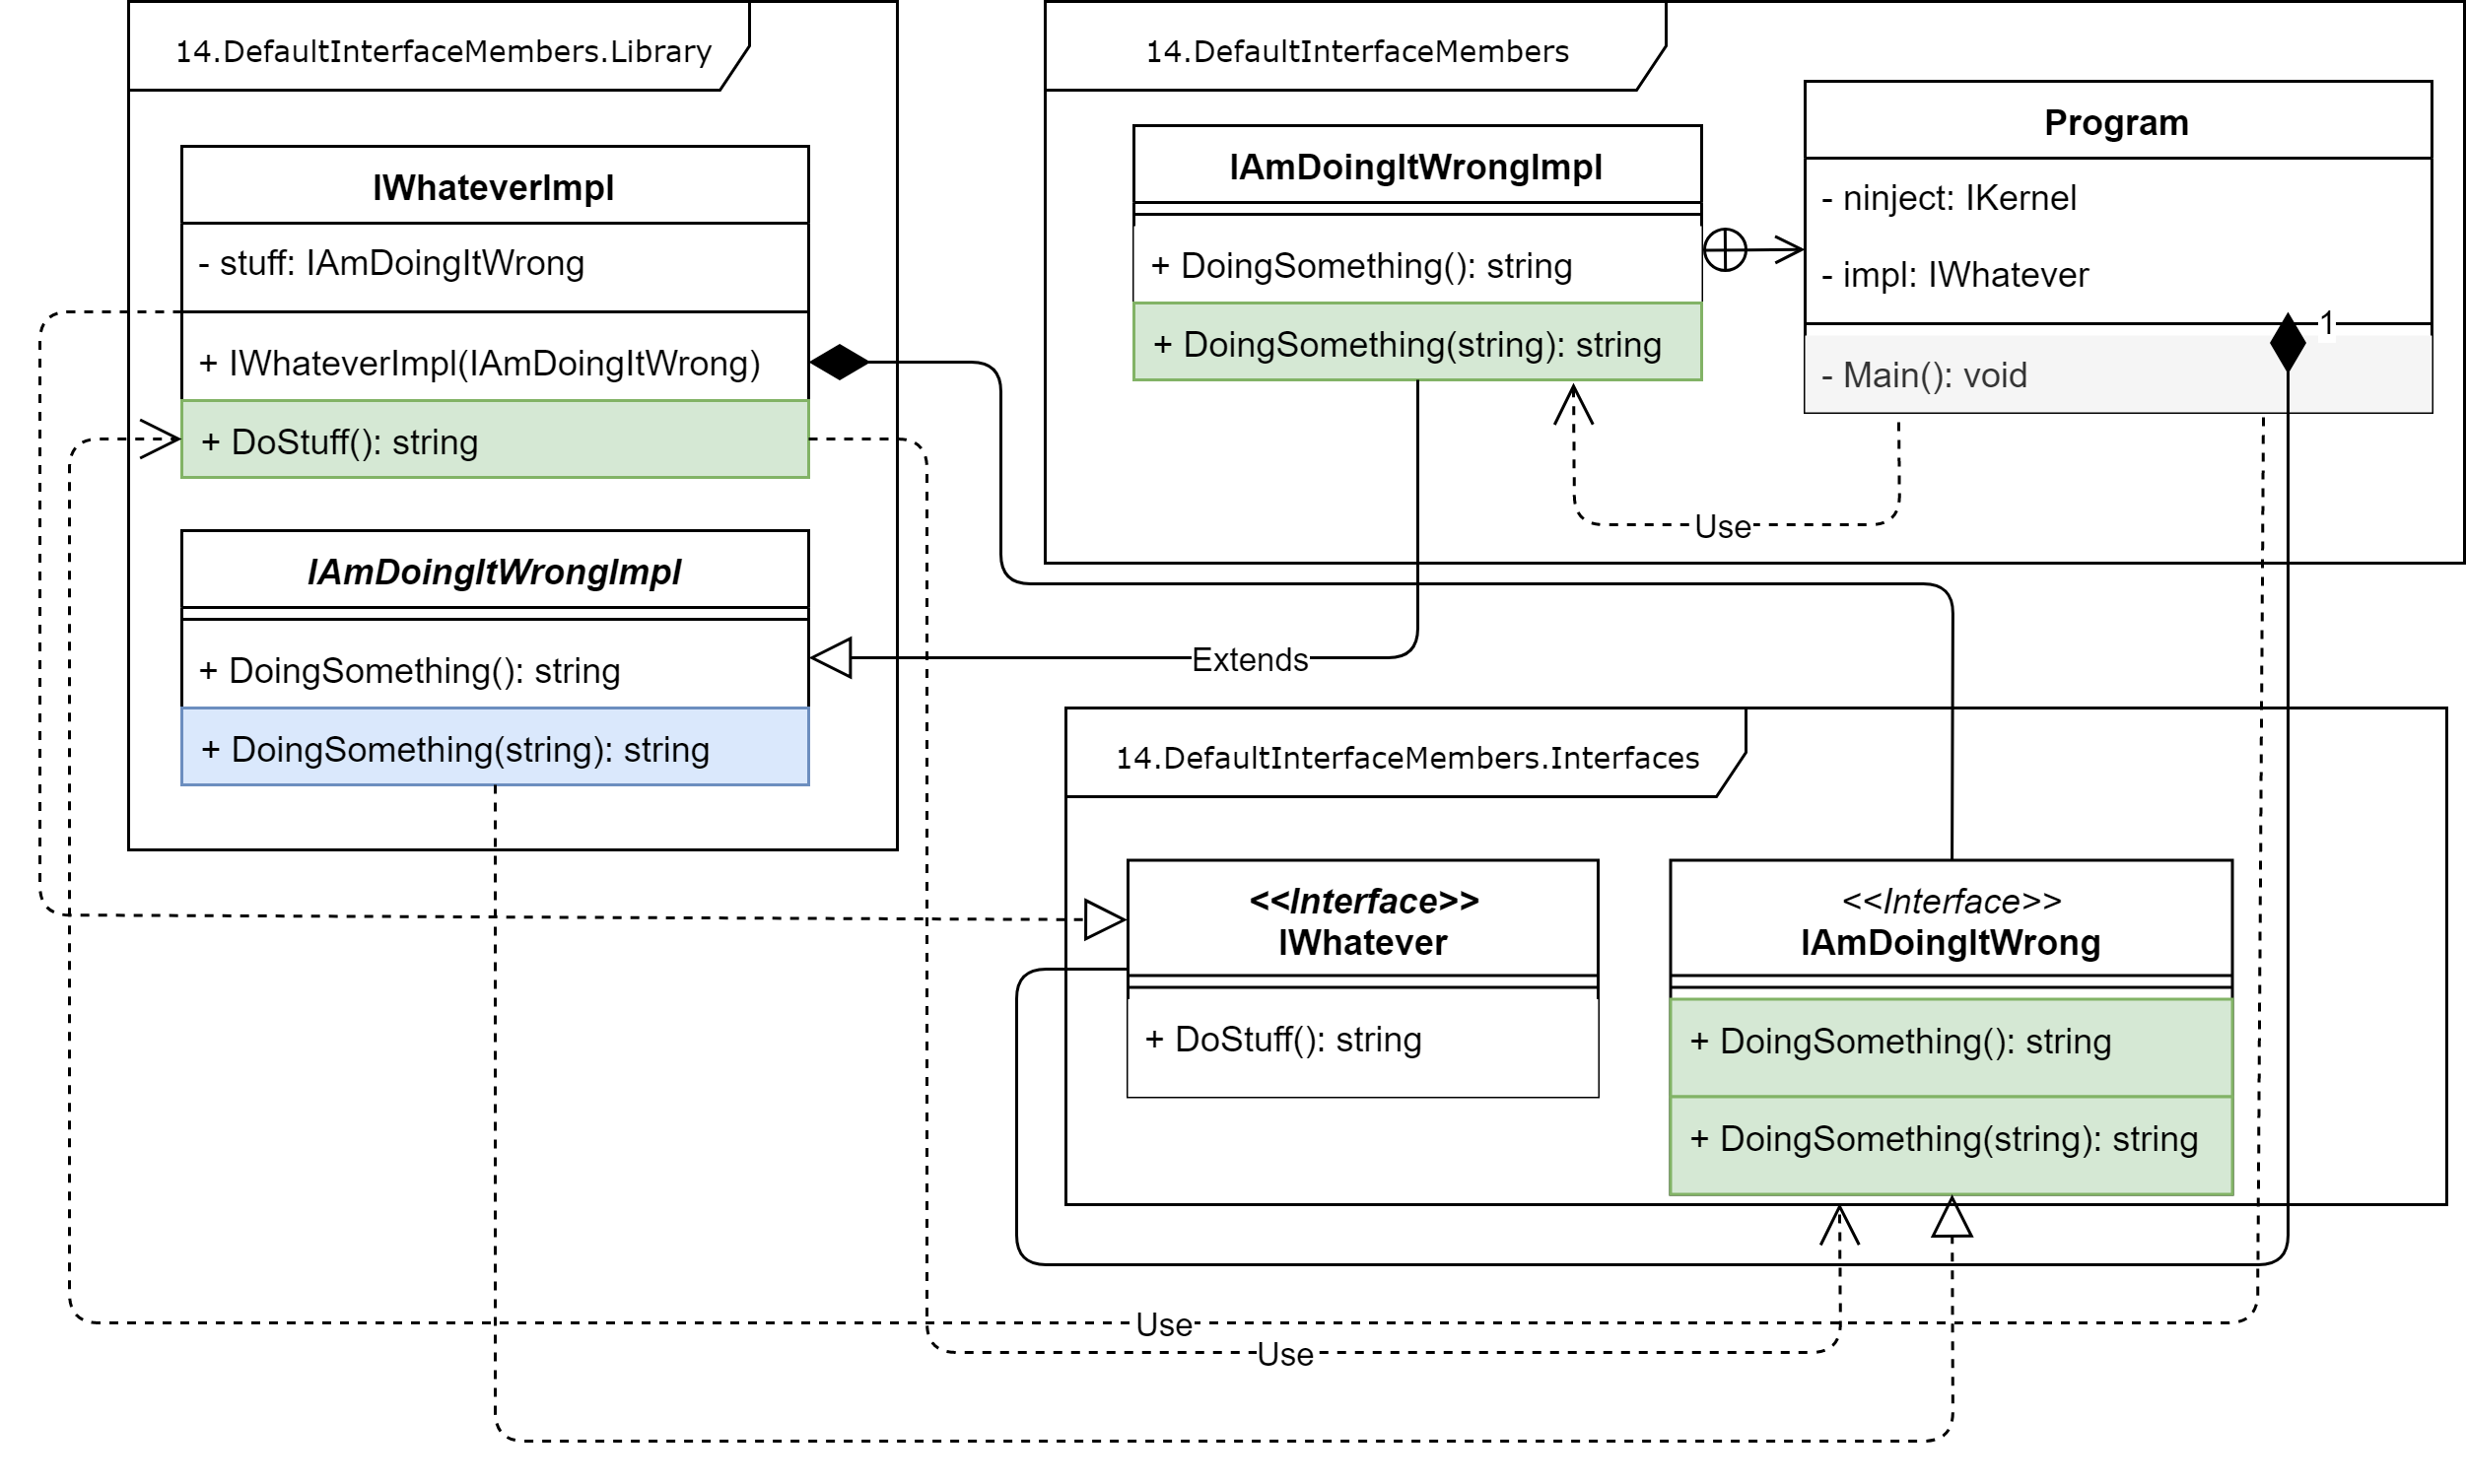 14.DefaultInterfaceMembers.Library
IWhateverImpl
- stuff: IAmDoingItWrong
+ IWhateverImpl(IAmDoingItWrong)
+ DoStuff(): string
IAmDoingItWrongImpl
+ DoingSomething(): string
+ DoingSomething(string): string
14.DefaultInterfaceMembers
IAmDoingItWrongImpl
+ DoingSomething(): string
+ DoingSomething(string): string
Program
- ninject: IKernel
- impl: IWhatever
1
- Main(): void
Use
Extends
14.DefaultInterfaceMembers.Interfaces
<<Interface>>
IWhatever
+ DoStuff(): string
<<Interface>>
IAmDoingItWrong
+ DoingSomething(): string
+ DoingSomething(string): string
Use
Use